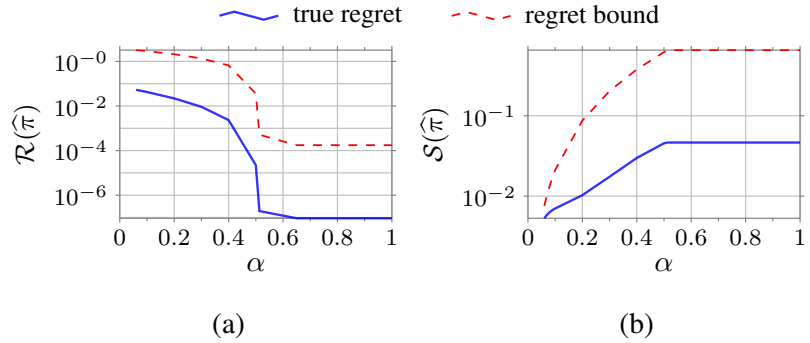 true regret regret bound
10^{-0}
10^{-2}
10^{-4}
10^{-6}
R(π̂)
0 0.2 0.4 0.6 0.8 1
α
(a)
10^{-1}
10^{-2}
S(π̂)
0 0.2 0.4 0.6 0.8 1
α
(b)